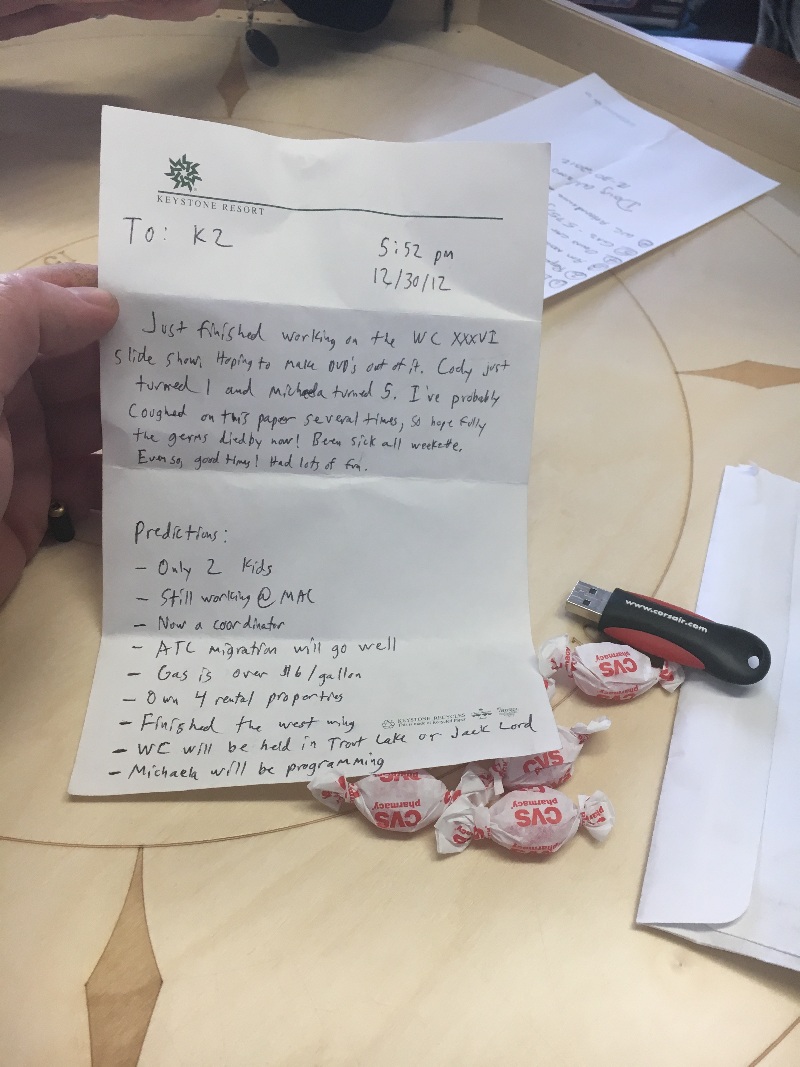 KEYSTONE RESORT
To: K2
5:52 pm
12/30/12
Just finished working on the WC XXXVI
slide show. Hoping to make DVD's out of it. Cody just
turned 1 and Michaela turned 5. I've probably
coughed on this paper several times, so hopefully
the germs died by now! Been sick all weekette.
Even so, good times! Had lots of fun.
Predictions:
- Only 2 kids
- Still working @ MAC
- Now a coordinator
- ATC migration will go well
- Gas is over $6/gallon
- Own 4 rental properties
- Finished the west wing
KEYSTONE RECYCLES
- WC will be held in Trout Lake or Jack Lord
- Michaela will be programming
www.corsair.com
CVS
pharmacy
CVS
pharmacy
CVS
CVS
pharmacy